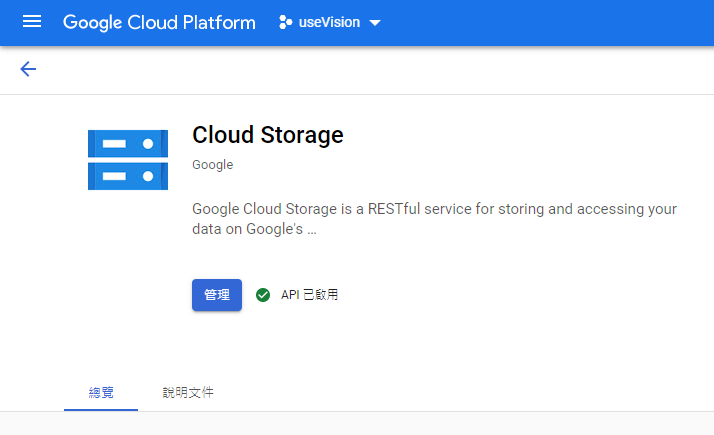 Google Cloud Platform useVision
Cloud Storage
Google
Google Cloud Storage is a RESTful service for storing and accessing your
data on Google's ...
管理 API 已啟用
總覽 說明文件